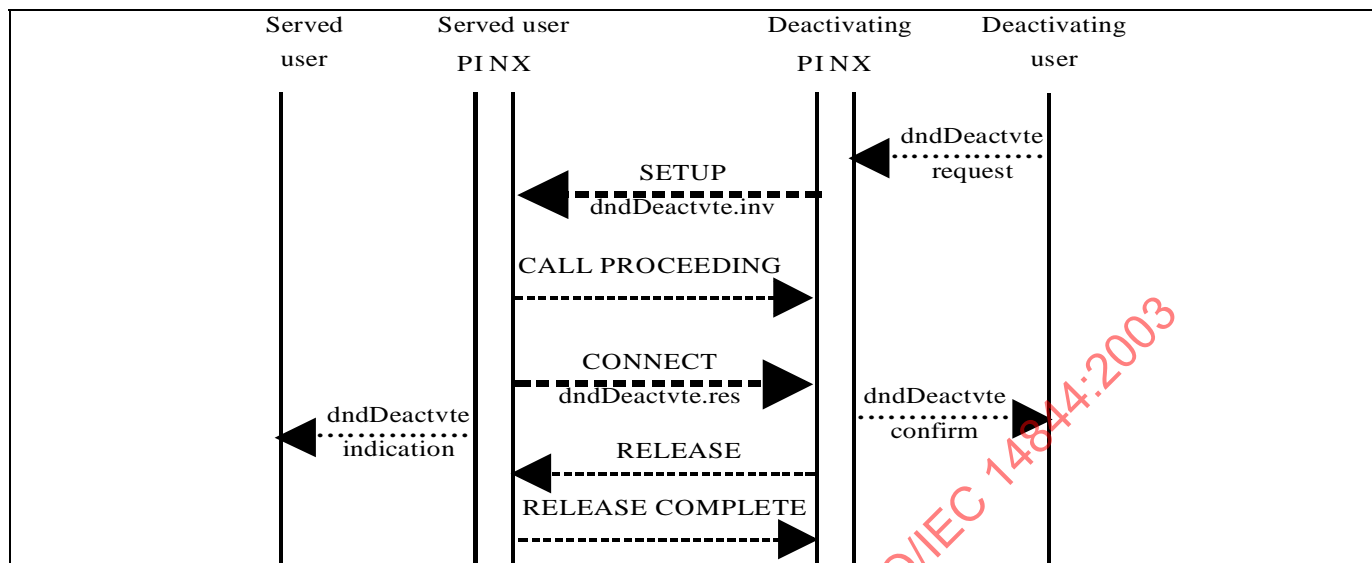 Served Served user Deactivating Deactivating
user PINX PINX user
dndDeactvte
request
SETUP
dndDeactvte.inv
CALL PROCEEDING
CONNECT
dndDeactvte.res
dndDeactvte
confirm
dndDeactvte
indication
RELEASE
RELEASE COMPLETE
O/IEC 14844:2003